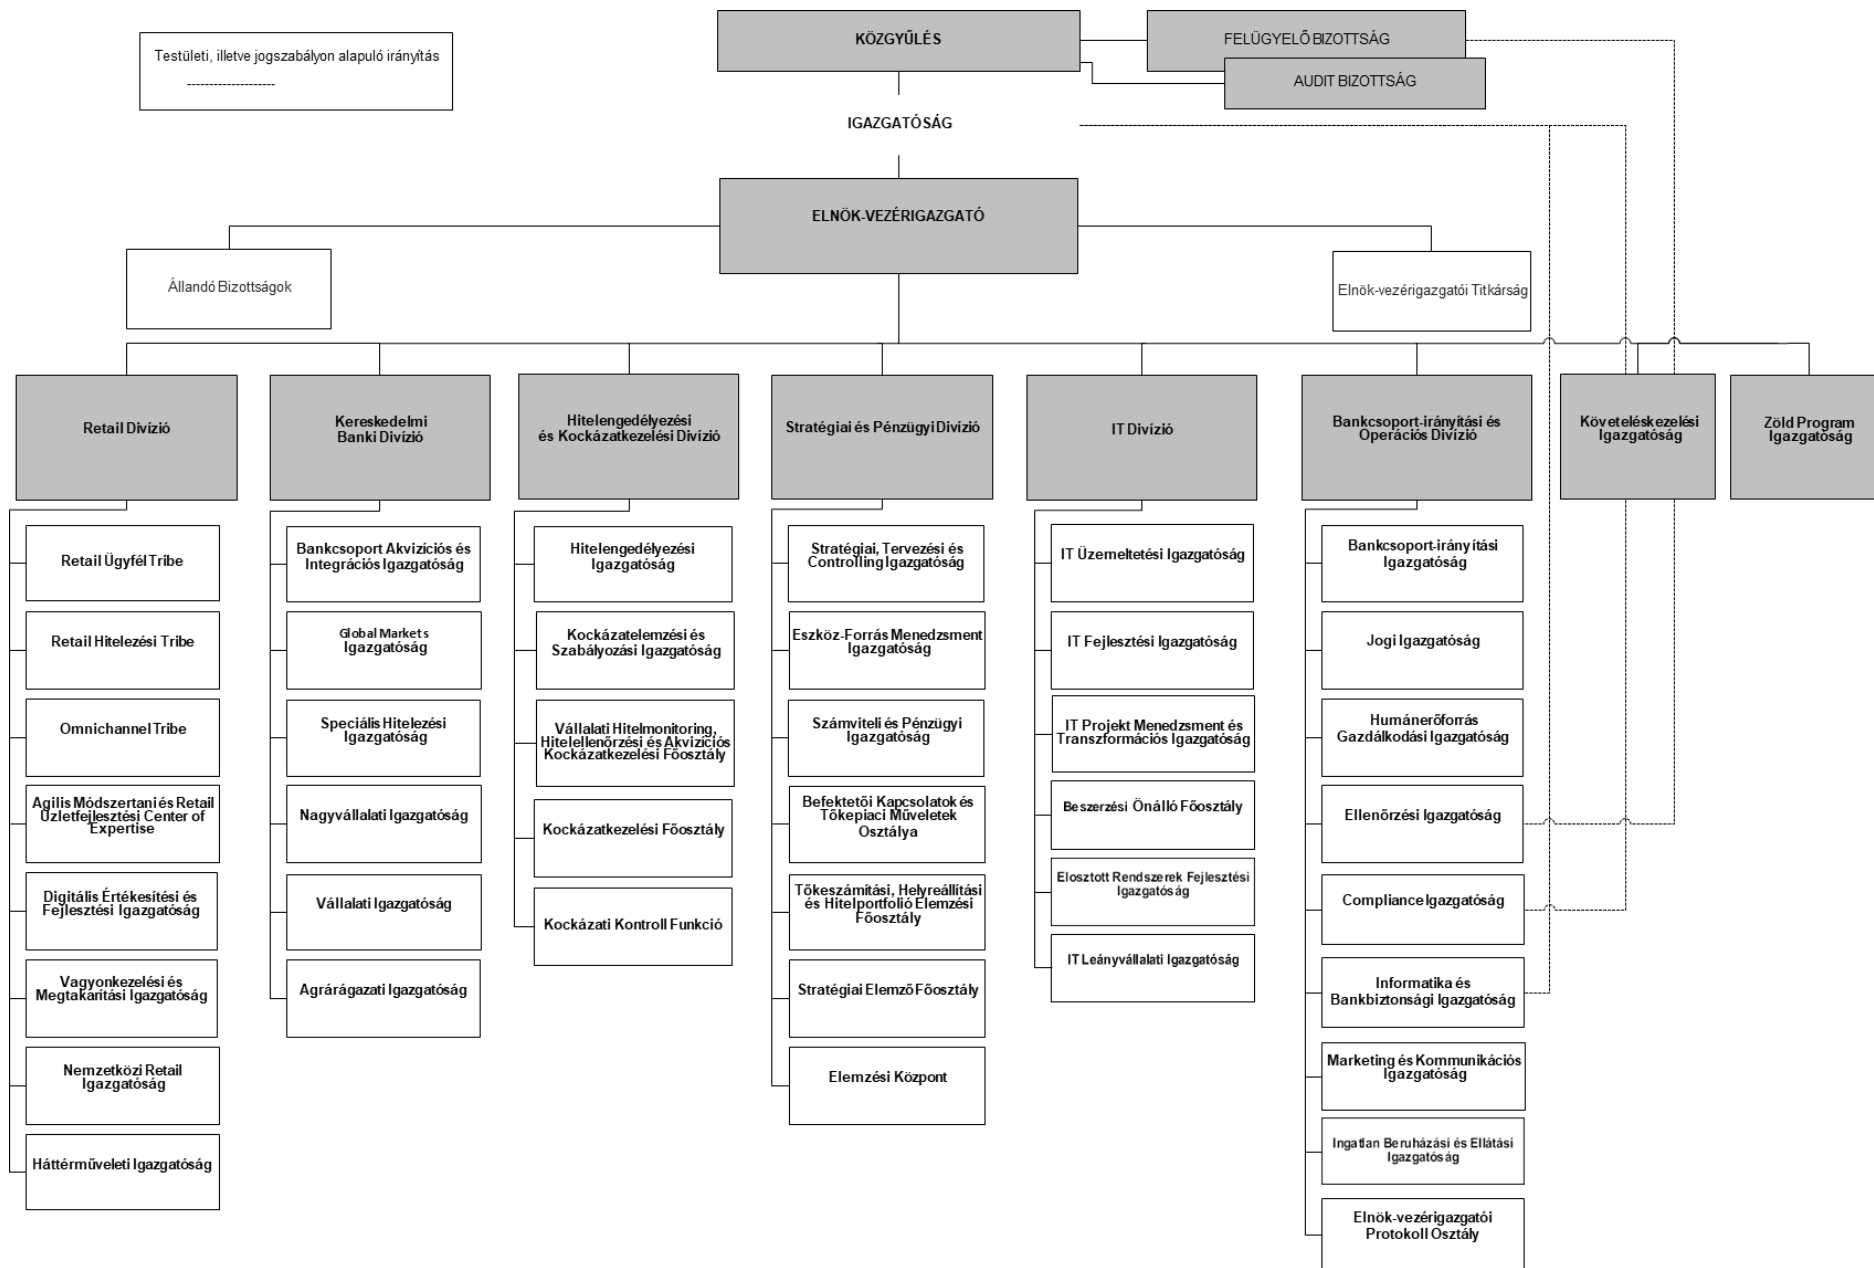 Testületi, illetve jogszabályon alapuló irányítás
--------------------
KÖZGYŰLÉS
FELÜGYELŐ BIZOTTSÁG
AUDIT BIZOTTSÁG
IGAZGATÓSÁG
ELNÖK-VEZÉRIGAZGATÓ
Állandó Bizottságok
Elnök-vezérigazgatói Titkárság
Retail Divízió
Kereskedelmi
Banki Divízió
Hitelengedélyezési
és Kockázatkezelési Divízió
Stratégiai és Pénzügyi Divízió
IT Divízió
Bankcsoport-irányítási és
Operációs Divízió
Követeléskezelési
Igazgatóság
Zöld Program
Igazgatóság
Retail Ügyfél Tribe
Retail Hitelezési Tribe
Omnichannel Tribe
Agilis Módszertani és Retail
Üzletfejlesztési Center of
Expertise
Digitális Értékesítési és
Fejlesztési Igazgatóság
Vagyonkezelési és
Megtakarítási Igazgatóság
Nemzetközi Retail
Igazgatóság
Háttérműveleti Igazgatóság
Bankcsoport Akvizíciós és
Integrációs Igazgatóság
Global Markets
Igazgatóság
Speciális Hitelezési
Igazgatóság
Nagyvállalati Igazgatóság
Vállalati Igazgatóság
Agrárágazati Igazgatóság
Hitelengedélyezési
Igazgatóság
Kockázatelemzési és
Szabályozási Igazgatóság
Vállalati Hitelmonitoring,
Hitelellenőrzési és Akvizíciós
Kockázatkezelési Főosztály
Kockázatkezelési Főosztály
Kockázati Kontroll Funkció
Stratégiai, Tervezési és
Controlling Igazgatóság
Eszköz-Forrás Menedzsment
Igazgatóság
Számviteli és Pénzügyi
Igazgatóság
Befektetői Kapcsolatok és
Tőkepiaci Műveletek
Osztálya
Tőkeszámítási, Helyreállítási
és Hitelportfolió Elemzési
Főosztály
Stratégiai Elemző Főosztály
Elemzési Központ
IT Üzemeltetési Igazgatóság
IT Fejlesztési Igazgatóság
IT Projekt Menedzsment és
Transzformációs Igazgatóság
Beszerzési Önálló Főosztály
Elosztott Rendszerek Fejlesztési
Igazgatóság
IT Leányvállalati Igazgatóság
Bankcsoport-irányítási
Igazgatóság
Jogi Igazgatóság
Humánerőforrás
Gazdálkodási Igazgatóság
Ellenőrzési Igazgatóság
Compliance Igazgatóság
Informatika és
Bankbiztonsági Igazgatóság
Marketing és Kommunikációs
Igazgatóság
Ingatlan Beruházási és Ellátási
Igazgatóság
Elnök-vezérigazgatói
Protokoll Osztály